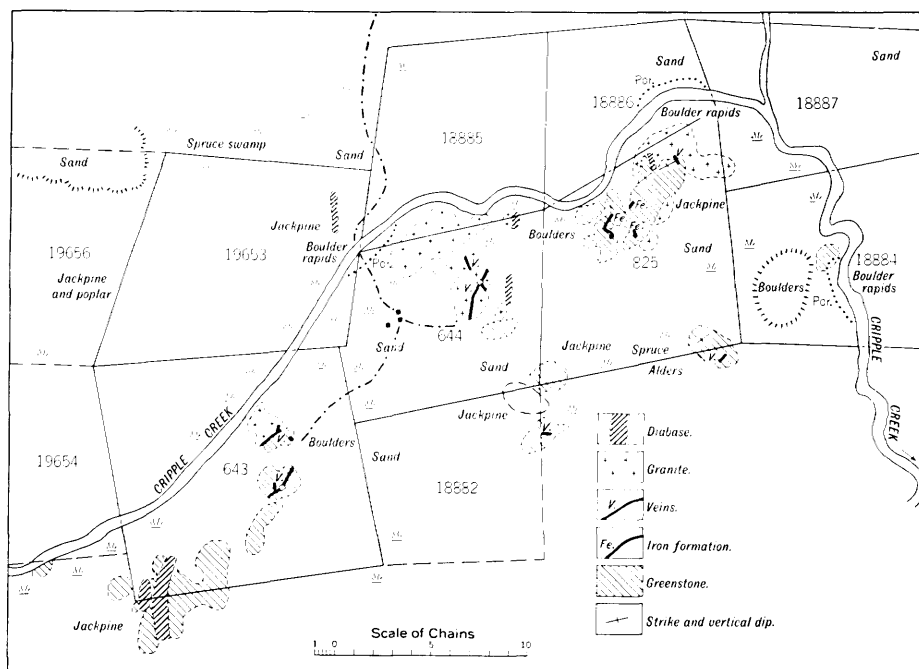 Sand
Sand
Por.
18886
18887
Boulder rapids
18885
Spruce swamp
Sand
Sand
V.
Jackpine
Fe.
Fe.
Fe.
Boulders
Jackpine
Boulder
rapids
19656
19653
Sand
825
18884
Boulder
rapids
Boulders
Por.
Por.
V.
V.
Jackpine
and poplar
Sand
644
Jackpine
Spruce
Alders
V.
Sand
Jackpine
CRIPPLE
CREEK
CRIPPLE CREEK
V.
Boulders
V.
Sand
19654
643
V.
18882
Jackpine
Diabase.
Granite.
V.
Veins.
Fe.
Iron formation.
Greenstone.
Strike and vertical dip.
Scale of Chains
1 0 5 10